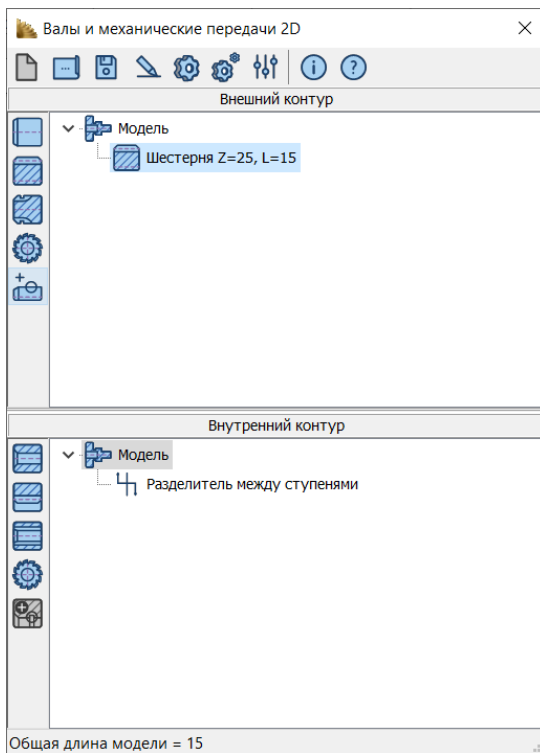 Валы и механические передачи 2D
Внешний контур
Модель
Шестерня Z=25, L=15
Внутренний контур
Модель
Разделитель между ступенями
Общая длина модели = 15